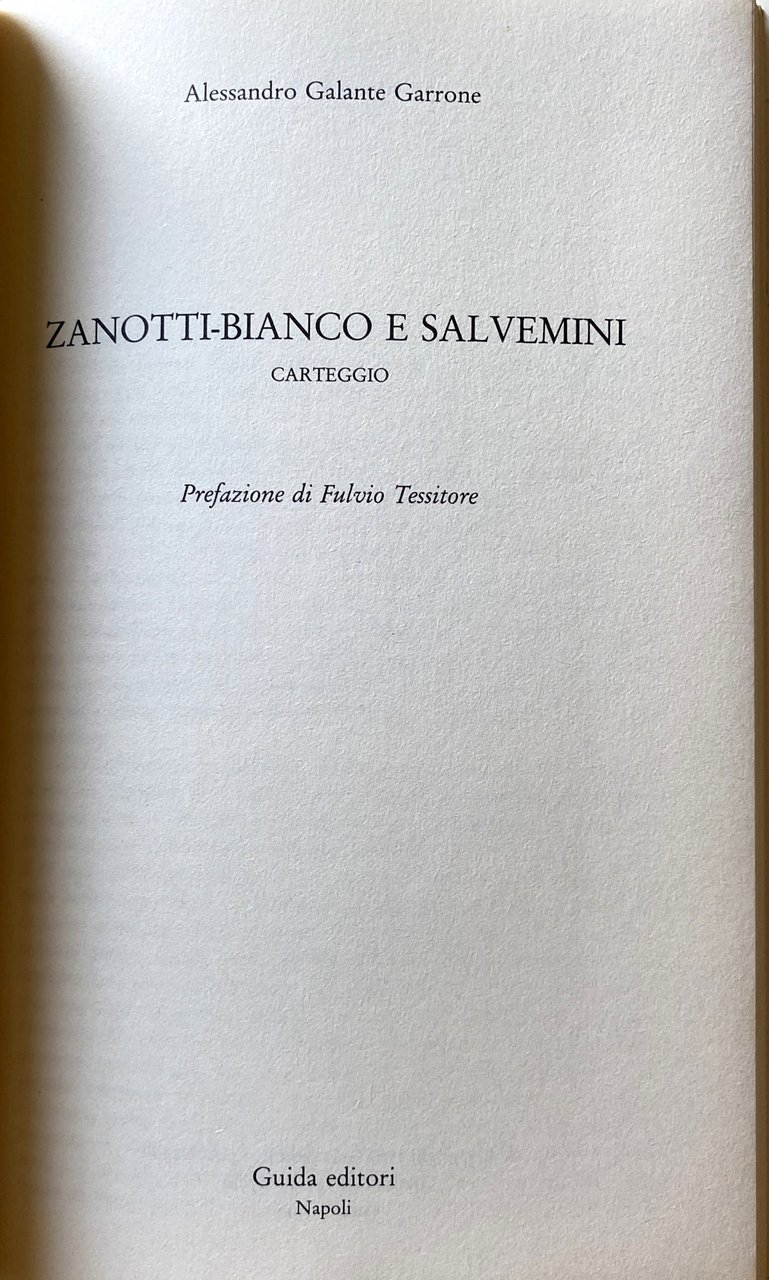 Alessandro Galante Garrone
ZANOTTI-BIANCO E SALVEMINI
CARTEGGIO
Prefazione di Fulvio Tessitore
Guida editori
Napoli